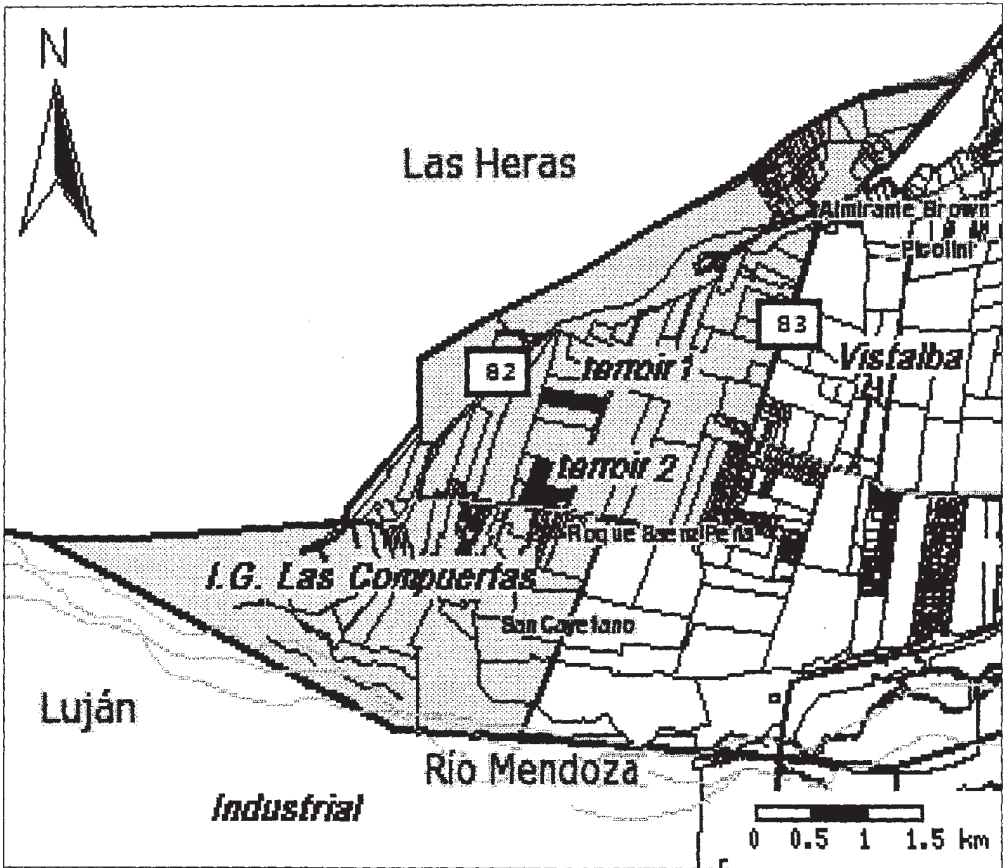 N
Las Heras
Almirante Brown
Pibolini
83
Vistalba
82
terroir 1
terroir 2
Roque Saenz Peña
I.G. Las Compuertas
San Cayetano
Luján
Río Mendoza
Industrial
0 0.5 1 1.5 km